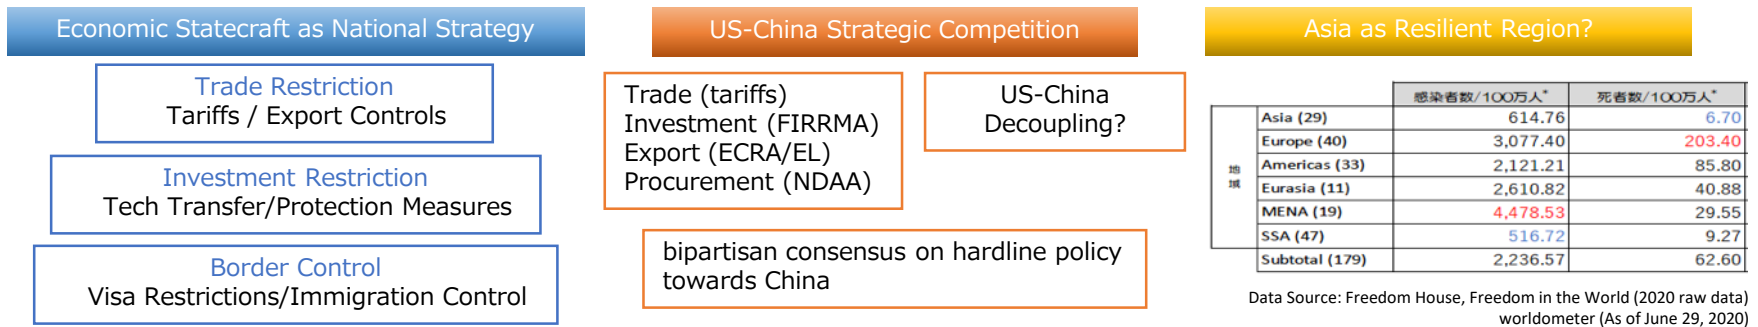 Economic Statecraft as National Strategy
Trade Restriction
Tariffs / Export Controls
Investment Restriction
Tech Transfer/Protection Measures
Border Control
Visa Restrictions/Immigration Control
US-China Strategic Competition
Trade (tariffs)
Investment (FIRRMA)
Export (ECRA/EL)
Procurement (NDAA)
US-China
Decoupling?
bipartisan consensus on hardline policy
towards China
Asia as Resilient Region?
感染者数/100万人* 死者数/100万人*
地域
Asia (29) 614.76 6.70
Europe (40) 3,077.40 203.40
Americas (33) 2,121.21 85.80
Eurasia (11) 2,610.82 40.88
MENA (19) 4,478.53 29.55
SSA (47) 516.72 9.27
Subtotal (179) 2,236.57 62.60
Data Source: Freedom House, Freedom in the World (2020 raw data)
worldometer (As of June 29, 2020)